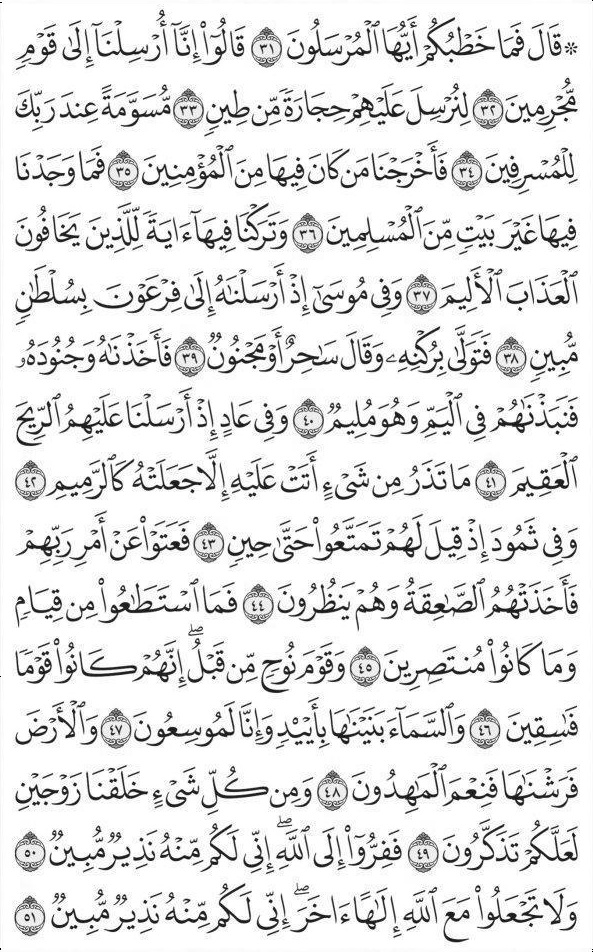 ۞ قَالَ فَمَا خَطْبُكُمْ أَيُّهَا ٱلْمُرْسَلُونَ ٣١ قَالُوٓا۟ إِنَّآ أُرْسِلْنَآ إِلَىٰ قَوْمٍ
مُّجْرِمِينَ ٣٢ لِنُرْسِلَ عَلَيْهِمْ حِجَارَةً مِّن طِينٍ ٣٣ مُّسَوَّمَةً عِندَ رَبِّكَ
لِلْمُسْرِفِينَ ٣٤ فَأَخْرَجْنَا مَن كَانَ فِيهَا مِنَ ٱلْمُؤْمِنِينَ ٣٥ فَمَا وَجَدْنَا
فِيهَا غَيْرَ بَيْتٍ مِّنَ ٱلْمُسْلِمِينَ ٣٦ وَتَرَكْنَا فِيهَآ ءَايَةً لِّلَّذِينَ يَخَافُونَ
ٱلْعَذَابَ ٱلْأَلِيمَ ٣٧ وَفِى مُوسَىٰٓ إِذْ أَرْسَلْنَٰهُ إِلَىٰ فِرْعَوْنَ بِسُلْطَٰنٍ
مُّبِينٍ ٣٨ فَتَوَلَّىٰ بِرُكْنِهِۦ وَقَالَ سَٰحِرٌ أَوْ مَجْنُونٌ ٣٩ فَأَخَذْنَٰهُ وَجُنُودَهُۥ
فَنَبَذْنَٰهُمْ فِى ٱلْيَمِّ وَهُوَ مُلِيمٌ ٤٠ وَفِى عَادٍ إِذْ أَرْسَلْنَا عَلَيْهِمُ ٱلرِّيحَ
ٱلْعَقِيمَ ٤١ مَا تَذَرُ مِن شَىْءٍ أَتَتْ عَلَيْهِ إِلَّا جَعَلَتْهُ كَٱلرَّمِيمِ ٤٢
وَفِى ثَمُودَ إِذْ قِيلَ لَهُمْ تَمَتَّعُوا۟ حَتَّىٰ حِينٍ ٤٣ فَعَتَوْا۟ عَنْ أَمْرِ رَبِّهِمْ
فَأَخَذَتْهُمُ ٱلصَّٰعِقَةُ وَهُمْ يَنظُرُونَ ٤٤ فَمَا ٱسْتَطَٰعُوا۟ مِن قِيَامٍ
وَمَا كَانُوا۟ مُنتَصِرِينَ ٤٥ وَقَوْمَ نُوحٍ مِّن قَبْلُ ۖ إِنَّهُمْ كَانُوا۟ قَوْمًا
فَٰسِقِينَ ٤٦ وَٱلسَّمَآءَ بَنَيْنَٰهَا بِأَيْي۟دٍ وَإِنَّا لَمُوسِعُونَ ٤٧ وَٱلْأَرْضَ
فَرَشْنَٰهَا فَنِعْمَ ٱلْمَٰهِدُونَ ٤٨ وَمِن كُلِّ شَىْءٍ خَلَقْنَا زَوْجَيْنِ
لَعَلَّكُمْ تَذَكَّرُونَ ٤٩ فَفِرُّوٓا۟ إِلَى ٱللَّهِ ۖ إِنِّى لَكُم مِّنْهُ نَذِيرٌ مُّبِينٌ ٥٠
وَلَا تَجْعَلُوا۟ مَعَ ٱللَّهِ إِلَٰهًا ءَاخَرَ ۖ إِنِّى لَكُم مِّنْهُ نَذِيرٌ مُّبِينٌ ٥١